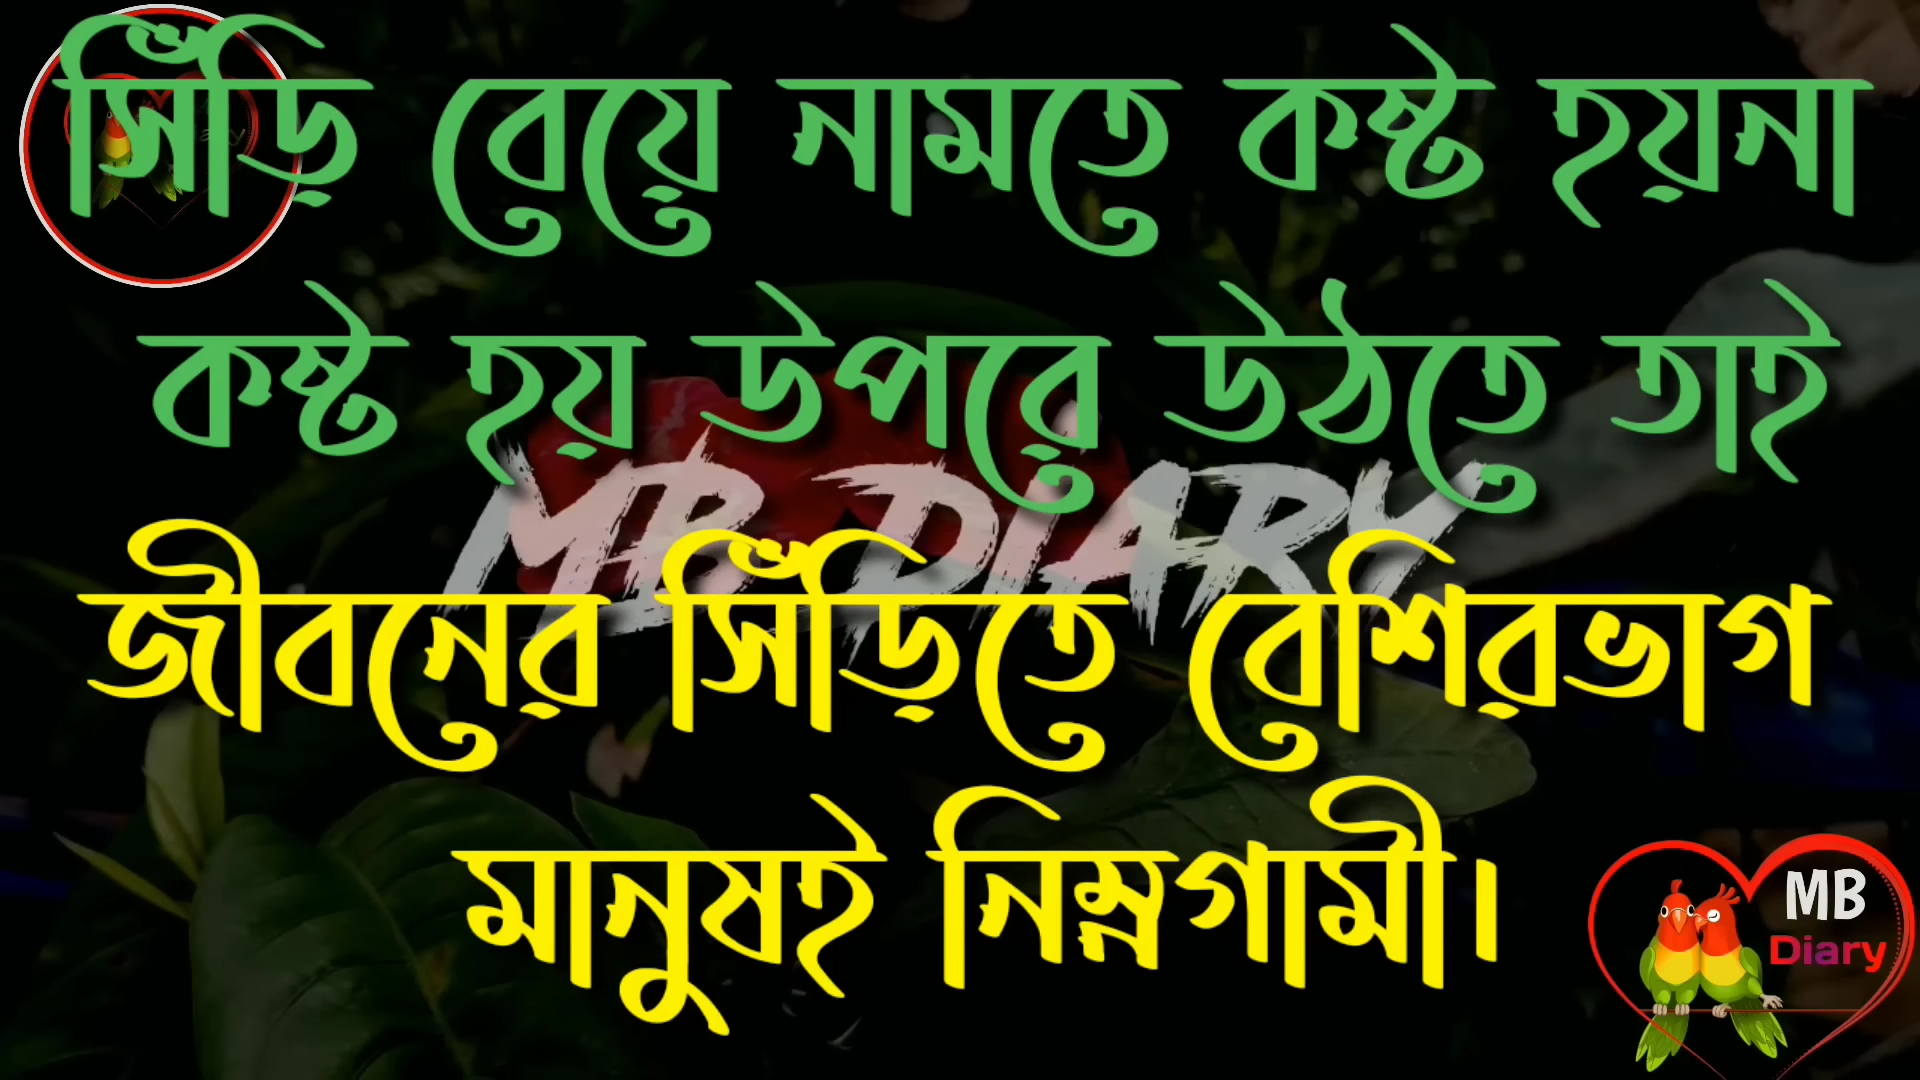 সিঁড়ি বেয়ে নামতে কষ্ট হয়না
কষ্ট হয় উপরে উঠতে তাই
MB DIARY
জীবনের সিঁড়িতে বেশিরভাগ
মানুষই নিম্নগামী।
MB
Diary